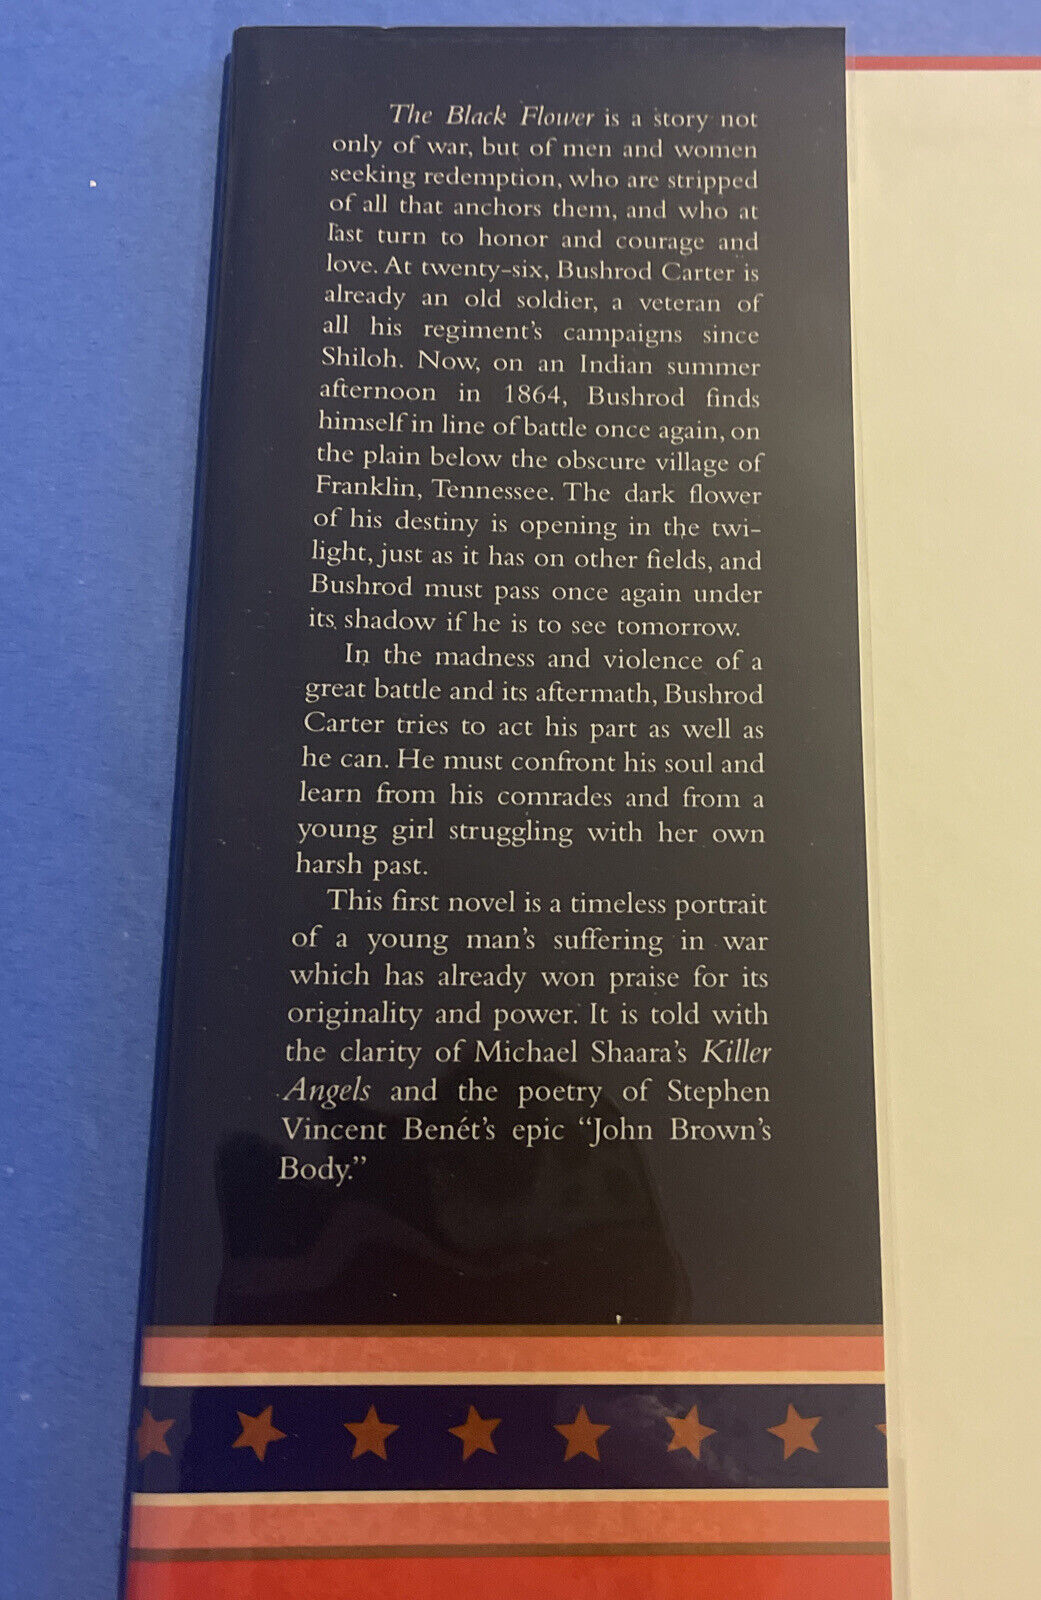 The Black Flower is a story not
only of war, but of men and women
seeking redemption, who are stripped
of all that anchors them, and who at
last turn to honor and courage and
love. At twenty-six, Bushrod Carter is
already an old soldier, a veteran of
all his regiment's campaigns since
Shiloh. Now, on an Indian summer
afternoon in 1864, Bushrod finds
himself in line of battle once again, on
the plain below the obscure village of
Franklin, Tennessee. The dark flower
of his destiny is opening in the twi-
light, just as it has on other fields, and
Bushrod must pass once again under
its shadow if he is to see tomorrow.
In the madness and violence of a
great battle and its aftermath, Bushrod
Carter tries to act his part as well as
he can. He must confront his soul and
learn from his comrades and from a
young girl struggling with her own
harsh past.
This first novel is a timeless portrait
of a young man's suffering in war
which has already won praise for its
originality and power. It is told with
the clarity of Michael Shaara's Killer
Angels and the poetry of Stephen
Vincent Benét's epic “John Brown's
Body.”